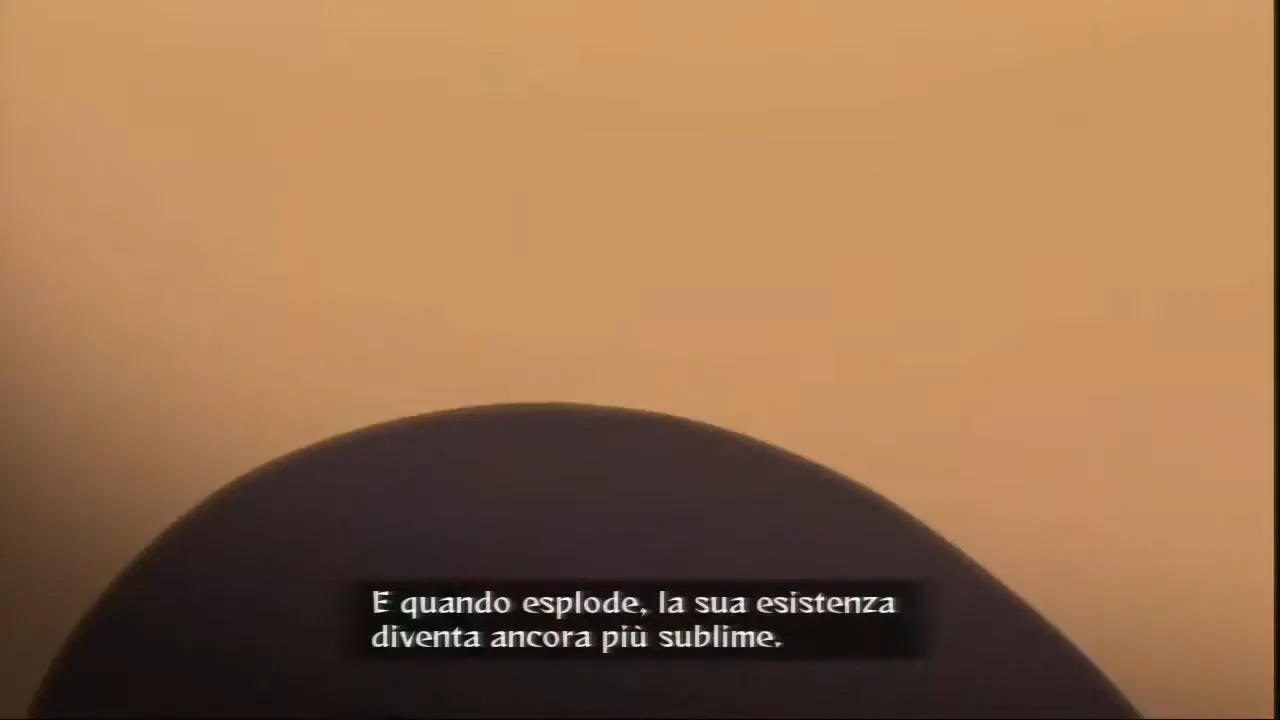 E quando esplode, la sua esistenza
diventa ancora più sublime.